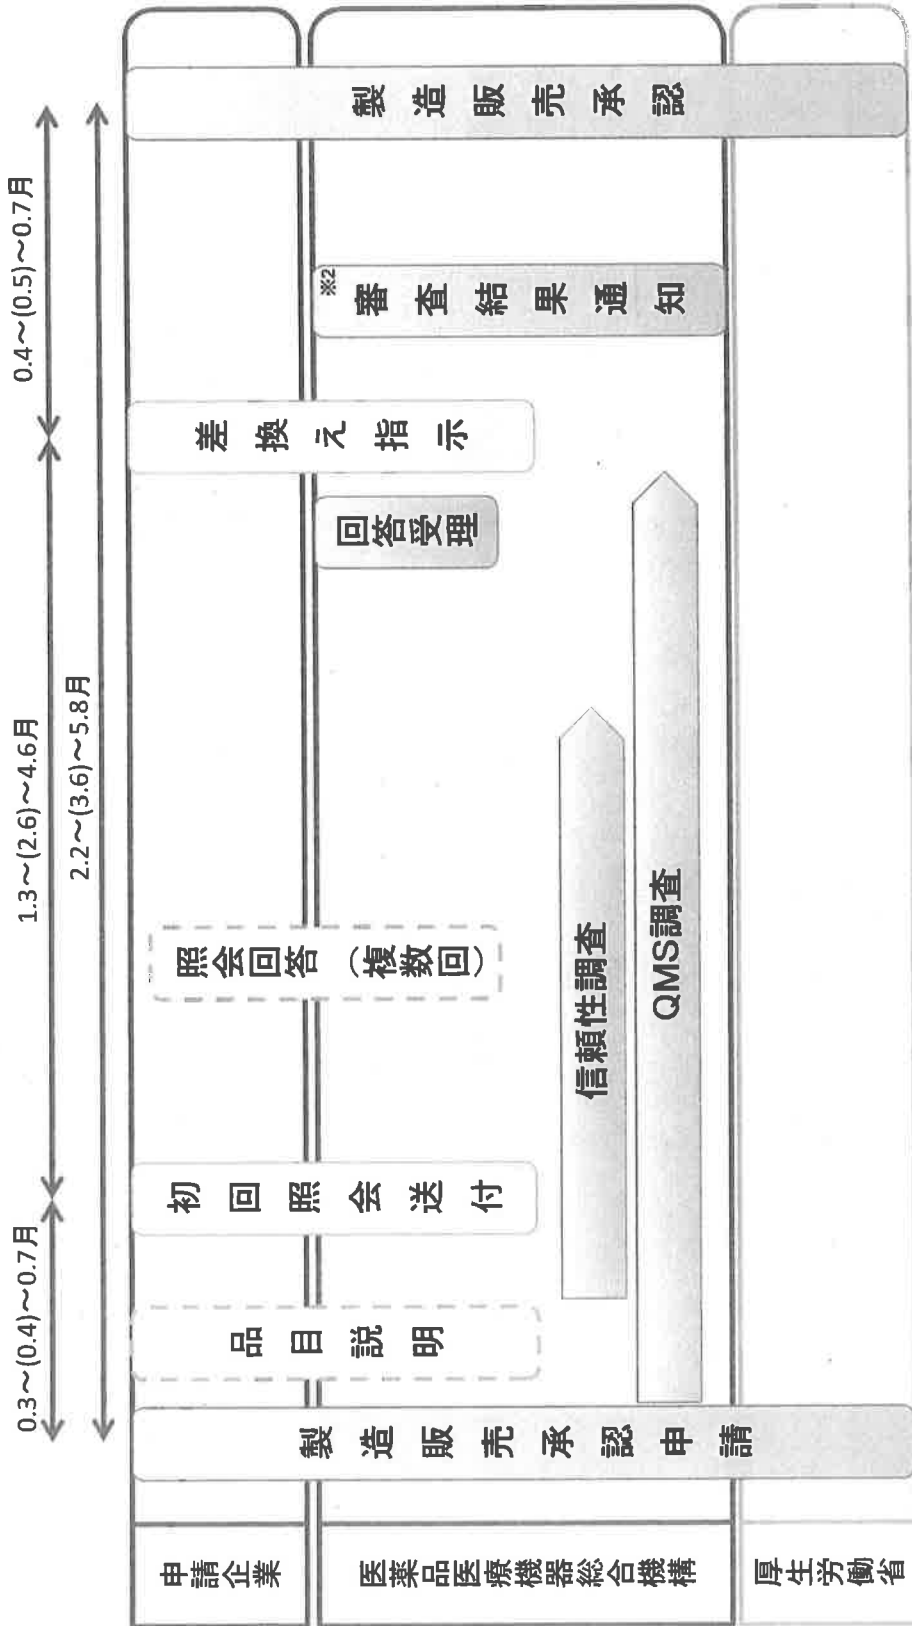 0.3～(0.4)～0.7月
1.3～(2.6)～4.6月
0.4～(0.5)～0.7月
2.2～(3.6)～5.8月
申請企業
医薬品医療機器総合機構
厚生労働省
製造販売承認申請
品目説明
初回照会送付
照会回答（複数回）
信頼性調査
QMS調査
回答受理
差換え指示
※2
審査結果通知
製造販売承認